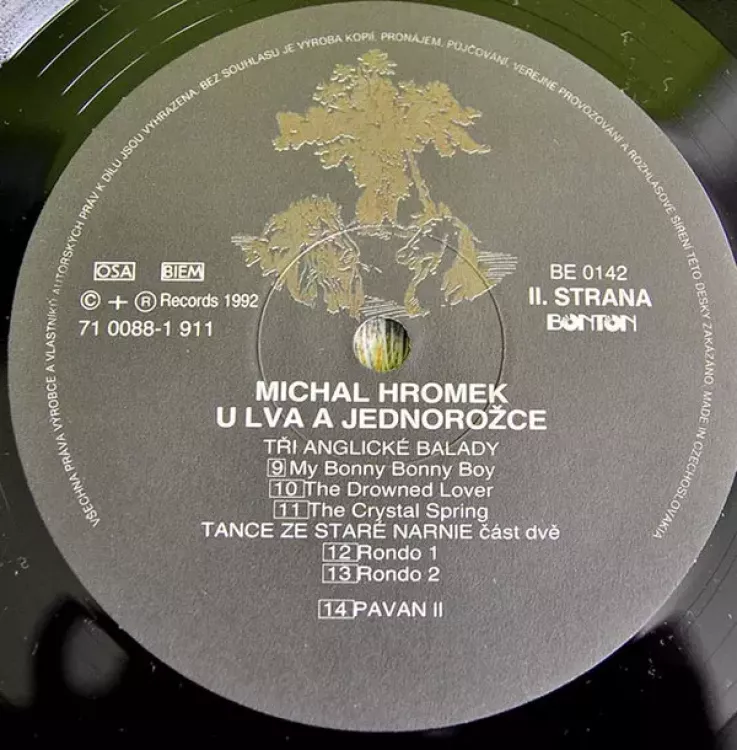 VŠECHNA PRÁVA VÝROBCE A VLASTNÍKŮ AUTORSKÝCH PRÁV K DÍLU JSOU VYHRAZENA. BEZ SOUHLASU JE VÝROBA KOPIÍ, PRONÁJEM, PŮJČOVÁNÍ, VEŘEJNÉ PROVOZOVÁNÍ A ROZHLASOVÉ ŠÍŘENÍ TÉTO DESKY ZAKÁZÁNO. MADE IN CZECHOSLOVAKIA
OSA BIEM
© + ® Records 1992
71 0088-1 911
BE 0142
II. STRANA
BONTON
MICHAL HROMEK
U LVA A JEDNOROŽCE
TŘI ANGLICKÉ BALADY
9 My Bonny Bonny Boy
10 The Drowned Lover
11 The Crystal Spring
TANCE ZE STARÉ NARNIE část dvě
12 Rondo 1
13 Rondo 2
14 PAVAN II